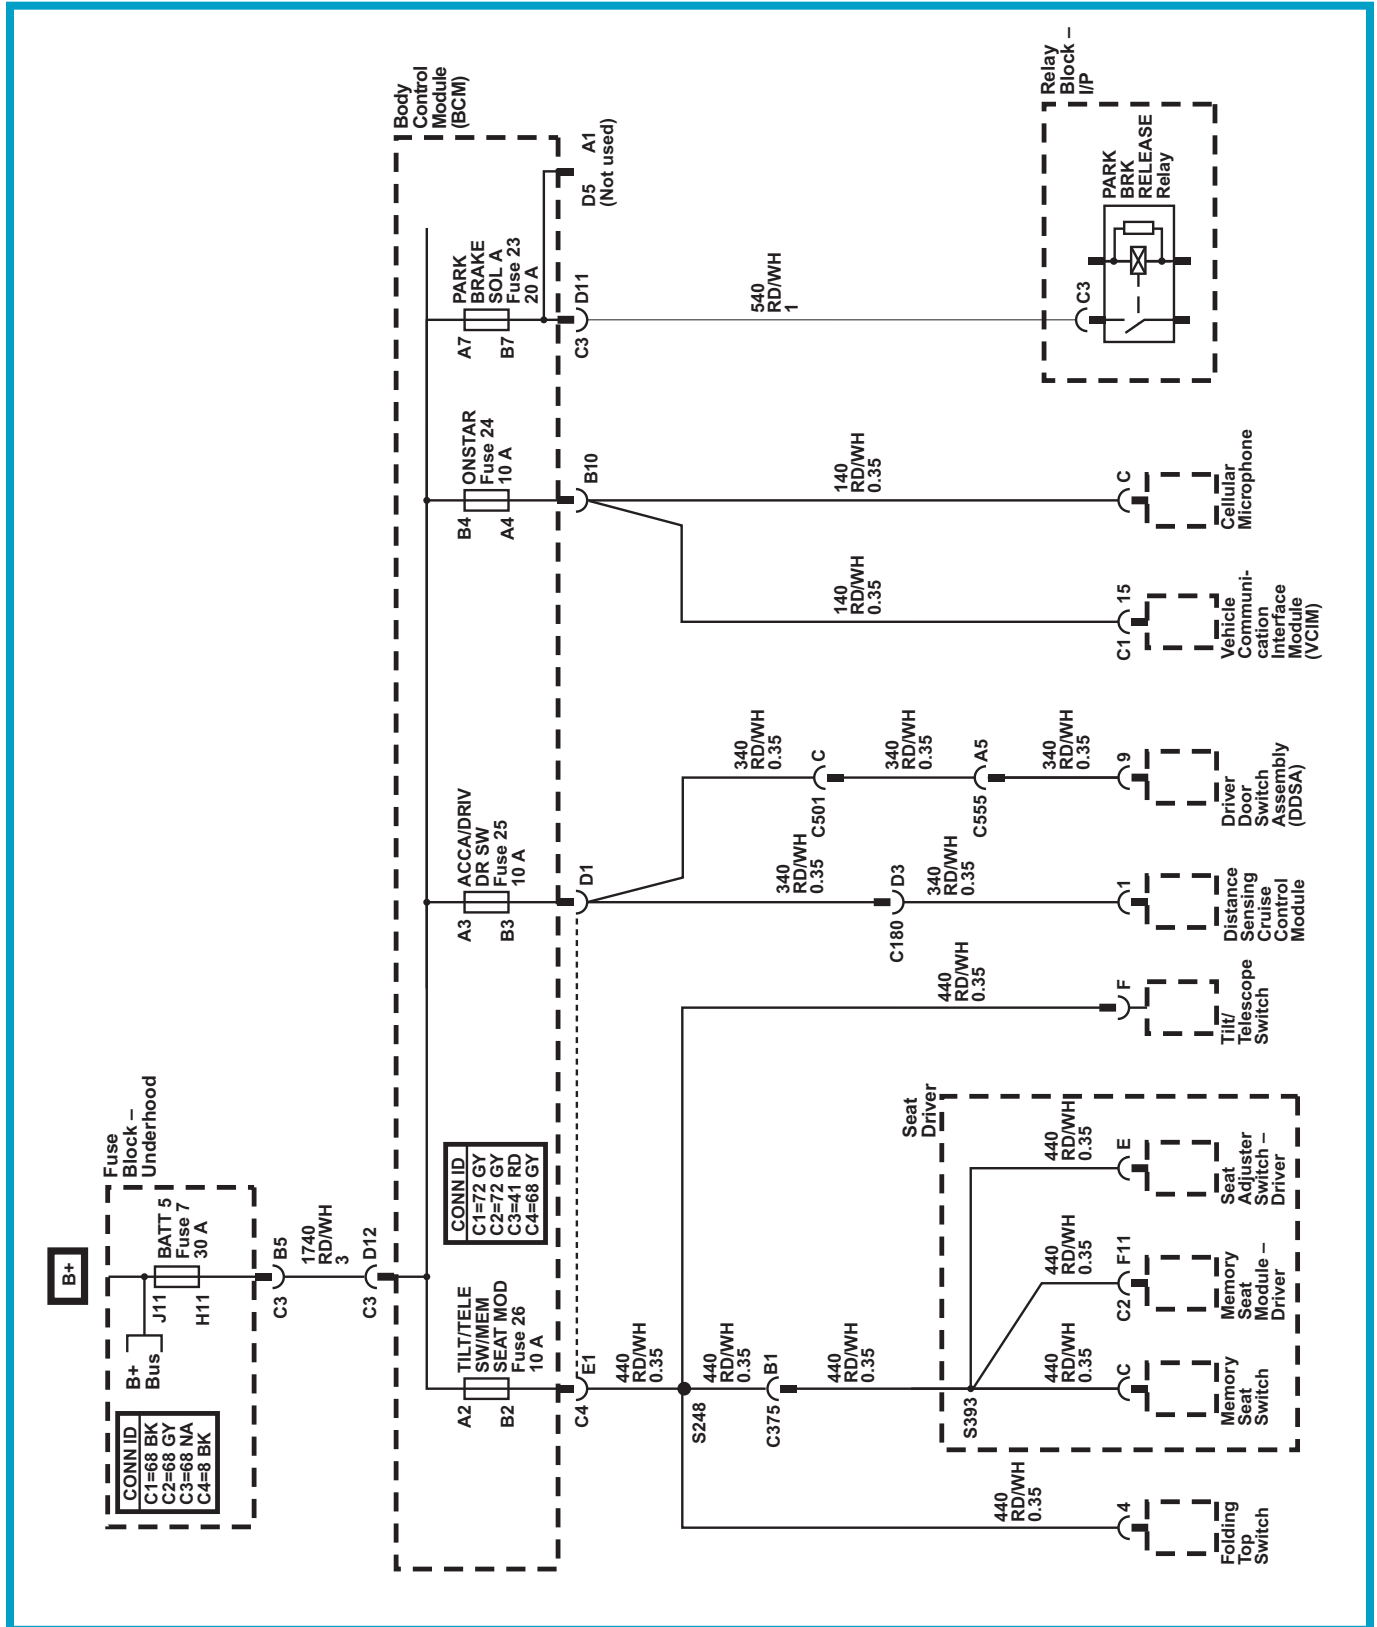 B+
Fuse
Block –
Underhood
BATT 5
Fuse 7
30 A
J11
H11
B+
Bus
CONN ID
C1=68 BK
C2=68 GY
C3=68 NA
C4=8 BK
C3
B5
1740
RD/WH
3
C3
D12
Body
Control
Module
(BCM)
CONN ID
C1=72 GY
C2=72 GY
C3=41 RD
C4=68 GY
TILT/TELE
SW/MEM
SEAT MOD
Fuse 26
10 A
A2
B2
ACCA/DRIV
DR SW
Fuse 25
10 A
A3
B3
ONSTAR
Fuse 24
10 A
B4
A4
PARK
BRAKE
SOL A
Fuse 23
20 A
A7
B7
C4
E1
D1
B10
C3
D11
D5
A1
(Not used)
440
RD/WH
0.35
S248
440
RD/WH
0.35
C375
B1
440
RD/WH
0.35
S393
440
RD/WH
0.35
440
RD/WH
0.35
340
RD/WH
0.35
C180
D3
340
RD/WH
0.35
340
RD/WH
0.35
C501
C
340
RD/WH
0.35
C555
A5
340
RD/WH
0.35
140
RD/WH
0.35
140
RD/WH
0.35
540
RD/WH
1
Seat
Driver
440
RD/WH
0.35
440
RD/WH
0.35
440
RD/WH
0.35
4
Folding
Top
Switch
C
Memory
Seat
Switch
C2
F11
Memory
Seat
Module –
Driver
E
Seat
Adjuster
Switch –
Driver
F
Tilt/
Telescope
Switch
1
Distance
Sensing
Cruise
Control
Module
9
Driver
Door
Switch
Assembly
(DDSA)
C1
15
Vehicle
Communi-
cation
Interface
Module
(VCIM)
C
Cellular
Microphone
Relay
Block –
I/P
C3
PARK
BRK
RELEASE
Relay